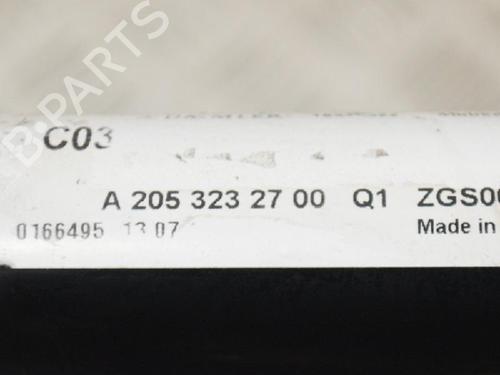 B-PARTS
C03
A 205 323 27 00 Q1 ZGS00
0166495 13 07
Made in